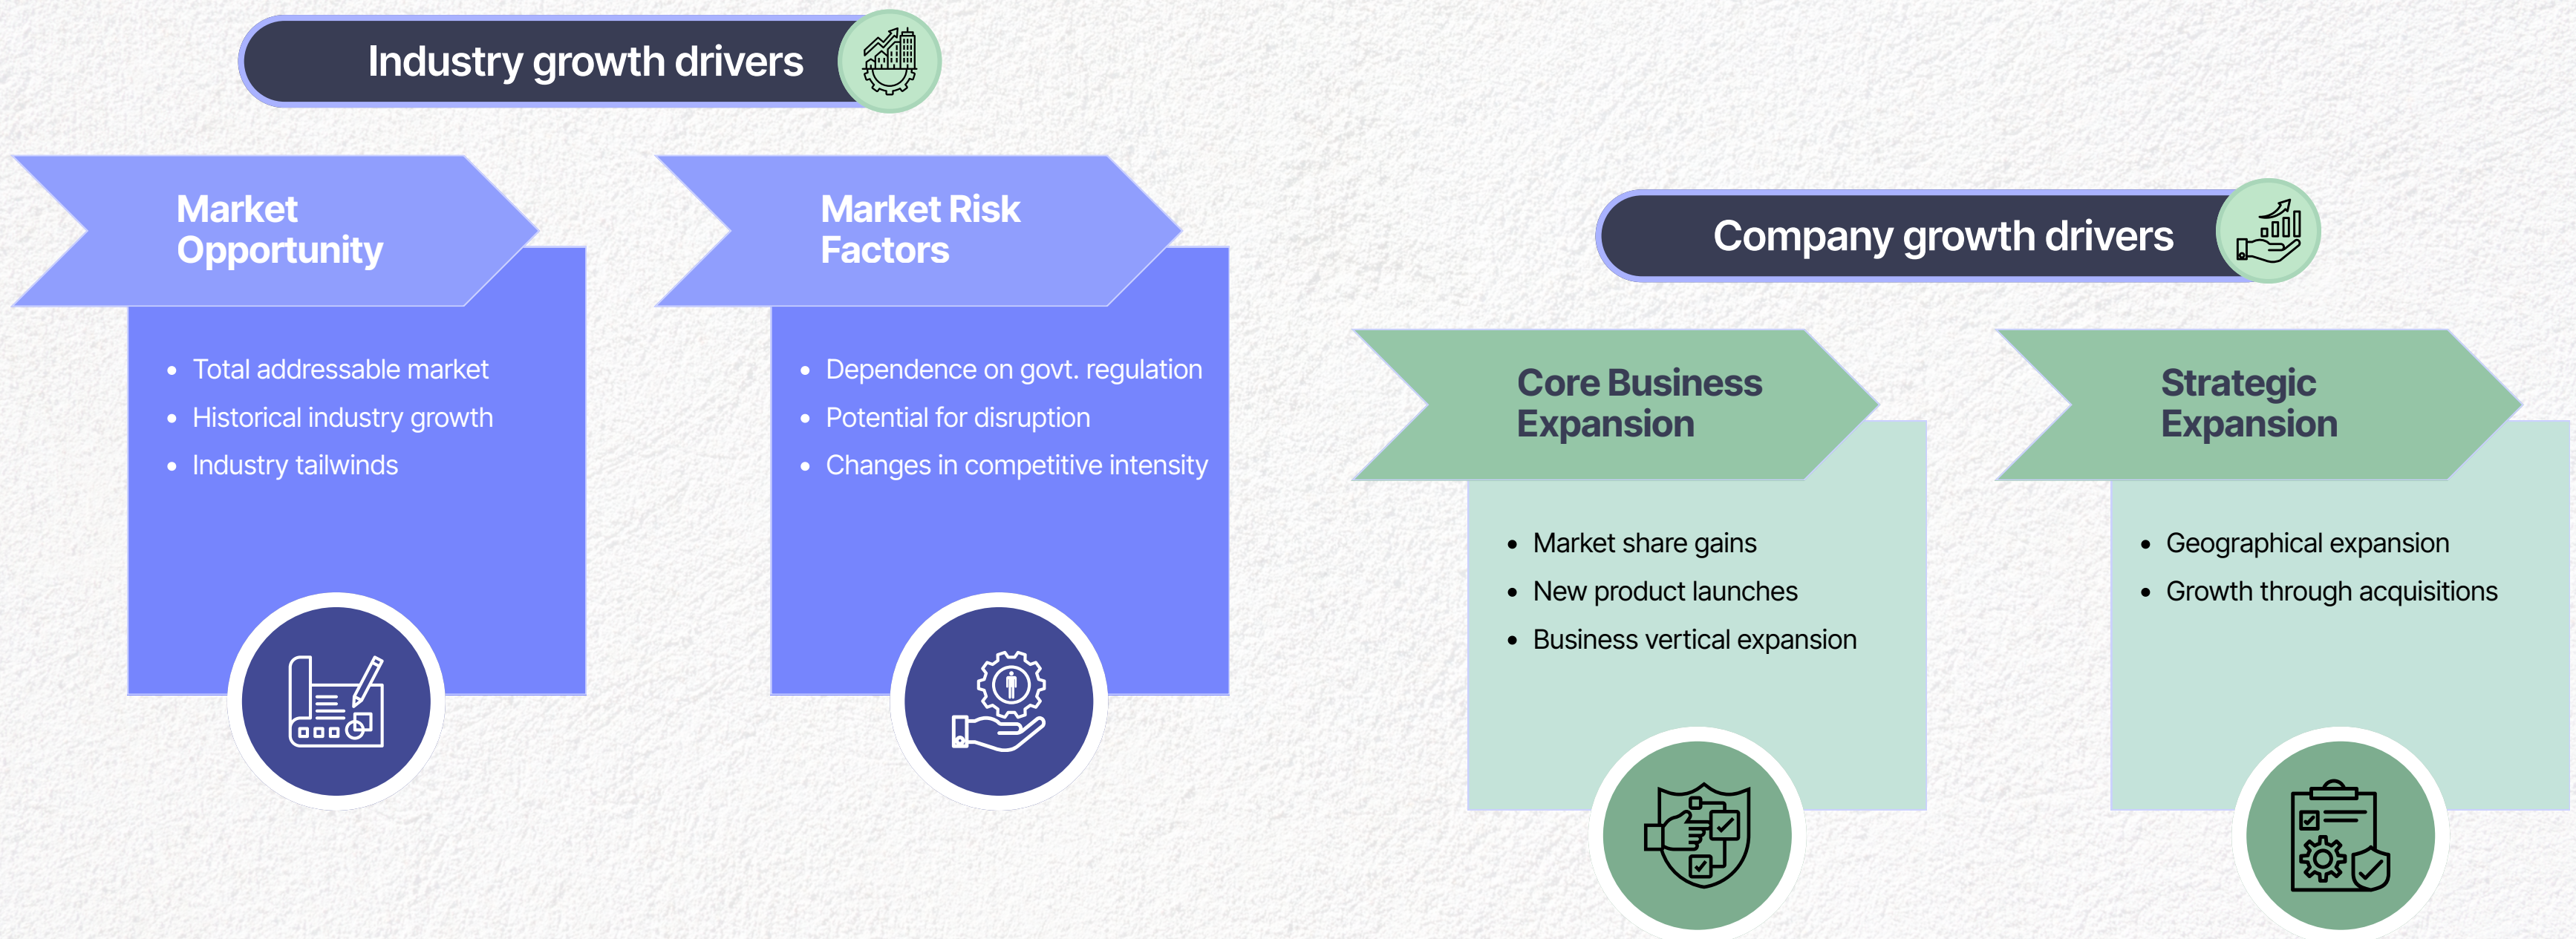 Industry growth drivers
Market
Opportunity
• Total addressable market
• Historical industry growth
• Industry tailwinds
Market Risk
Factors
• Dependence on govt. regulation
• Potential for disruption
• Changes in competitive intensity
Company growth drivers
Core Business
Expansion
• Market share gains
• New product launches
• Business vertical expansion
Strategic
Expansion
• Geographical expansion
• Growth through acquisitions